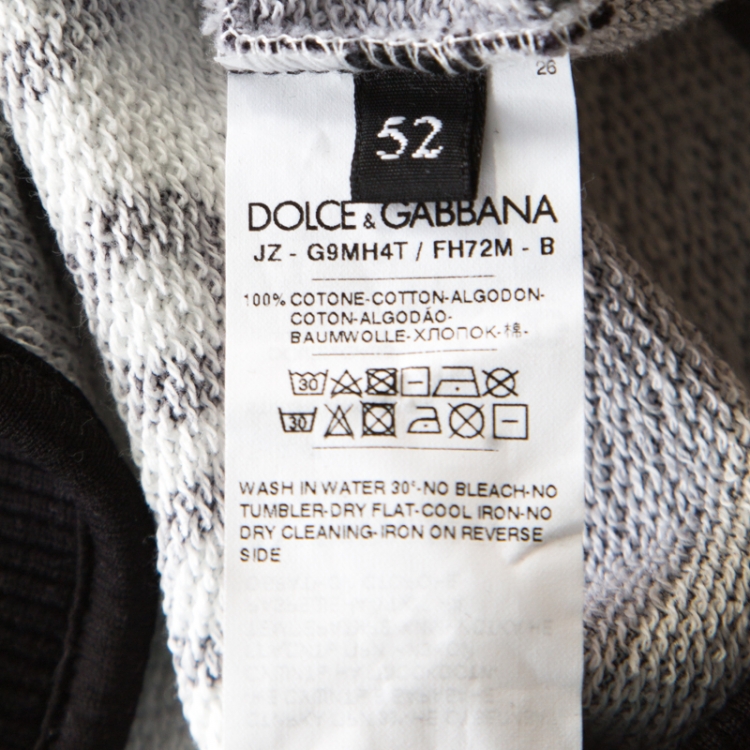 26
52
DOLCE & GABBANA
JZ - G9MH4T / FH72M - B
100% COTONE-COTTON-ALGODON-
COTON-ALGODÃO-
BAUMWOLLE-ХЛОПОК-棉-
30
30
WASH IN WATER 30°-NO BLEACH-NO
TUMBLER-DRY FLAT-COOL IRON-NO
DRY CLEANING-IRON ON REVERSE
SIDE